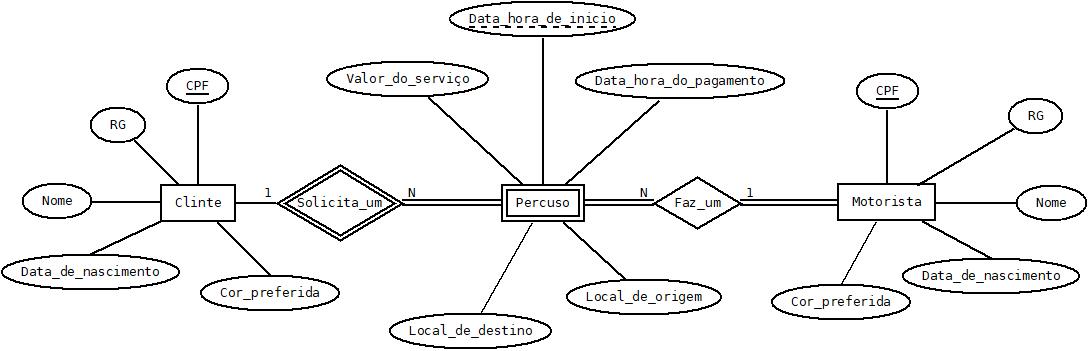 Data_hora_de_inicio
Valor_do_serviço
Data_hora_do_pagamento
CPF
CPF
RG
RG
1
N
N
1
Nome
Clinte
Solicita_um
Percuso
Faz_um
Motorista
Nome
Data_de_nascimento
Cor_preferida
Local_de_destino
Local_de_origem
Cor_preferida
Data_de_nascimento